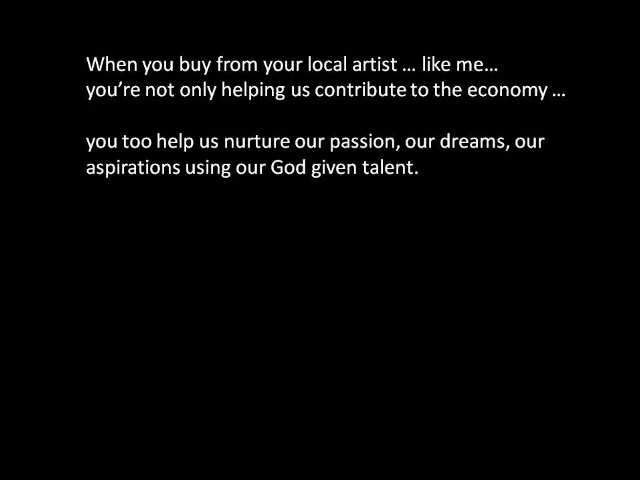 When you buy from your local artist … like me…
you’re not only helping us contribute to the economy …
you too help us nurture our passion, our dreams, our
aspirations using our God given talent.